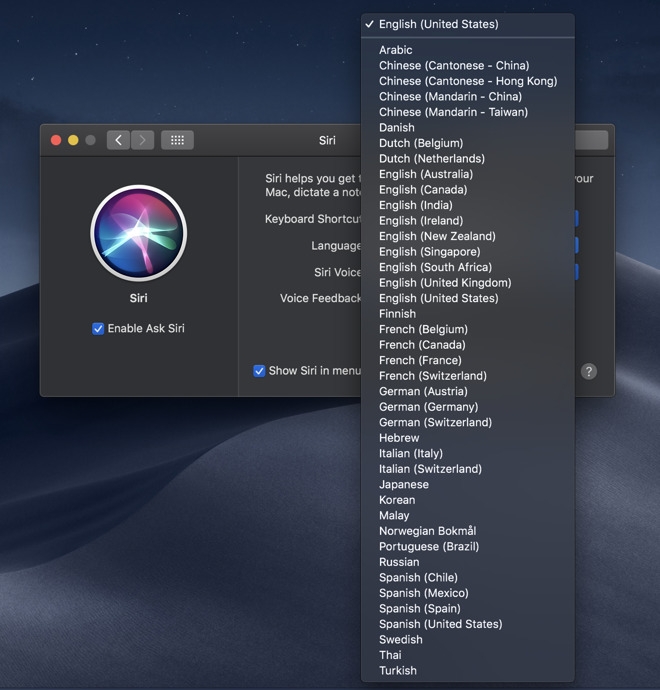 ✓ English (United States)
Arabic
Chinese (Cantonese - China)
Chinese (Cantonese - Hong Kong)
Chinese (Mandarin - China)
Chinese (Mandarin - Taiwan)
Danish
Dutch (Belgium)
Dutch (Netherlands)
English (Australia)
English (Canada)
English (India)
English (Ireland)
English (New Zealand)
English (Singapore)
English (South Africa)
English (United Kingdom)
English (United States)
Finnish
French (Belgium)
French (Canada)
French (France)
French (Switzerland)
German (Austria)
German (Germany)
German (Switzerland)
Hebrew
Italian (Italy)
Italian (Switzerland)
Japanese
Korean
Malay
Norwegian Bokmål
Portuguese (Brazil)
Russian
Spanish (Chile)
Spanish (Mexico)
Spanish (Spain)
Spanish (United States)
Swedish
Thai
Turkish
Siri
Siri helps you get
Mac, dictate a note
Keyboard Shortcut
Language
Siri Voice
Voice Feedback
Siri
Enable Ask Siri
Show Siri in menu
?